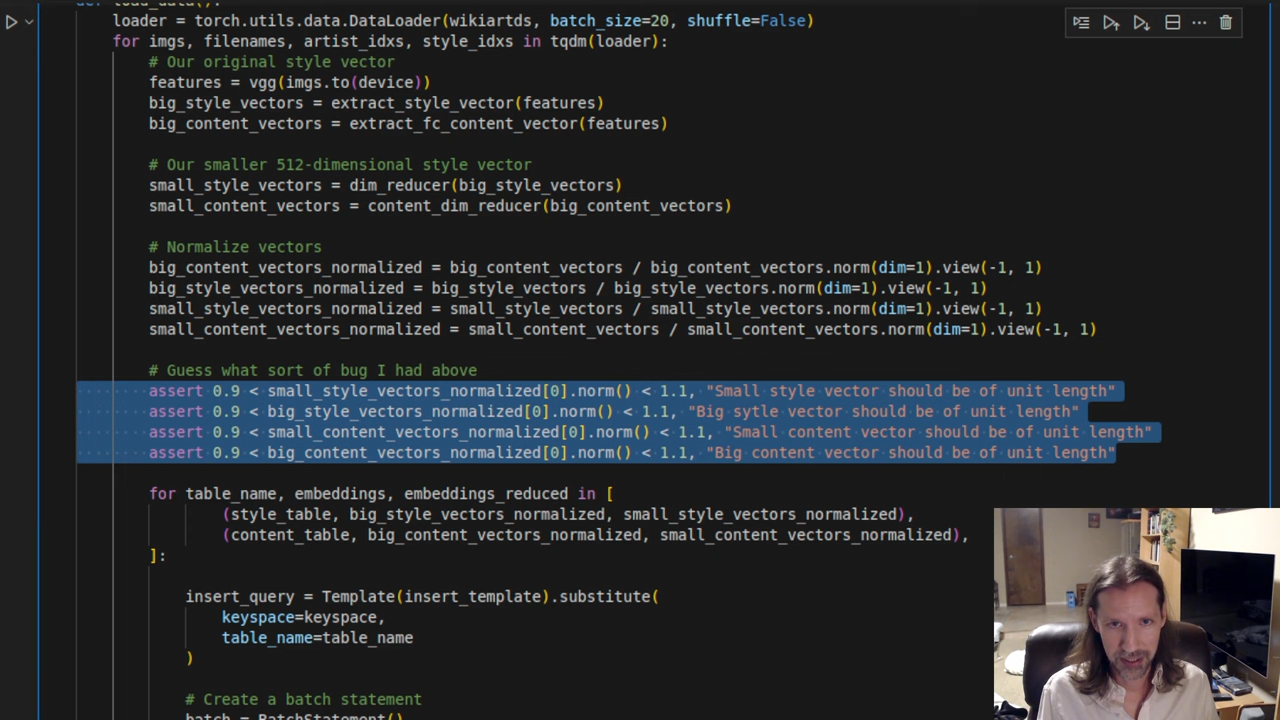 def load_data():
loader = torch.utils.data.DataLoader(wikiartds, batch_size=20, shuffle=False)
for imgs, filenames, artist_idxs, style_idxs in tqdm(loader):
# Our original style vector
features = vgg(imgs.to(device))
big_style_vectors = extract_style_vector(features)
big_content_vectors = extract_fc_content_vector(features)
# Our smaller 512-dimensional style vector
small_style_vectors = dim_reducer(big_style_vectors)
small_content_vectors = content_dim_reducer(big_content_vectors)
# Normalize vectors
big_content_vectors_normalized = big_content_vectors / big_content_vectors.norm(dim=1).view(-1, 1)
big_style_vectors_normalized = big_style_vectors / big_style_vectors.norm(dim=1).view(-1, 1)
small_style_vectors_normalized = small_style_vectors / small_style_vectors.norm(dim=1).view(-1, 1)
small_content_vectors_normalized = small_content_vectors / small_content_vectors.norm(dim=1).view(-1, 1)
# Guess what sort of bug I had above
assert 0.9 < small_style_vectors_normalized[0].norm() < 1.1, "Small style vector should be of unit length"
assert 0.9 < big_style_vectors_normalized[0].norm() < 1.1, "Big sytle vector should be of unit length"
assert 0.9 < small_content_vectors_normalized[0].norm() < 1.1, "Small content vector should be of unit length"
assert 0.9 < big_content_vectors_normalized[0].norm() < 1.1, "Big content vector should be of unit length"
for table_name, embeddings, embeddings_reduced in [
(style_table, big_style_vectors_normalized, small_style_vectors_normalized),
(content_table, big_content_vectors_normalized, small_content_vectors_normalized),
]:
insert_query = Template(insert_template).substitute(
keyspace=keyspace,
table_name=table_name
)
# Create a batch statement
batch = BatchStatement()